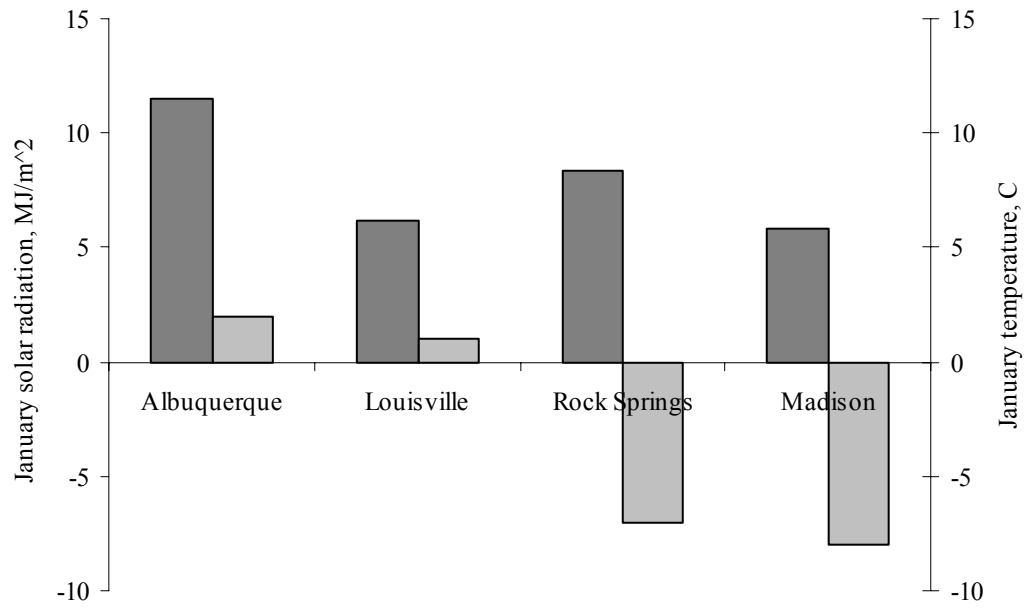 January solar radiation, MJ/m^2
15
10
5
0
-5
-10
Albuquerque
Louisville
Rock Springs
Madison
15
10
5
0
-5
-10
January temperature, C